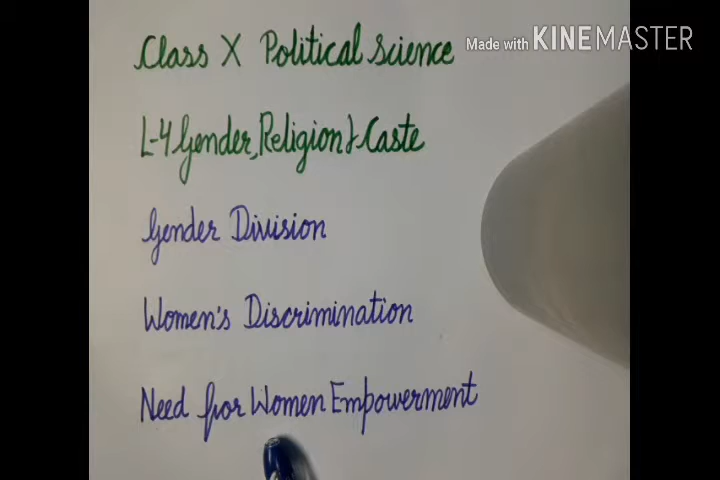 Class X Political Science
Made with KINEMASTER
L-4 Gender, Religion & Caste
Gender Division
Women's Discrimination
Need for Women Empowerment